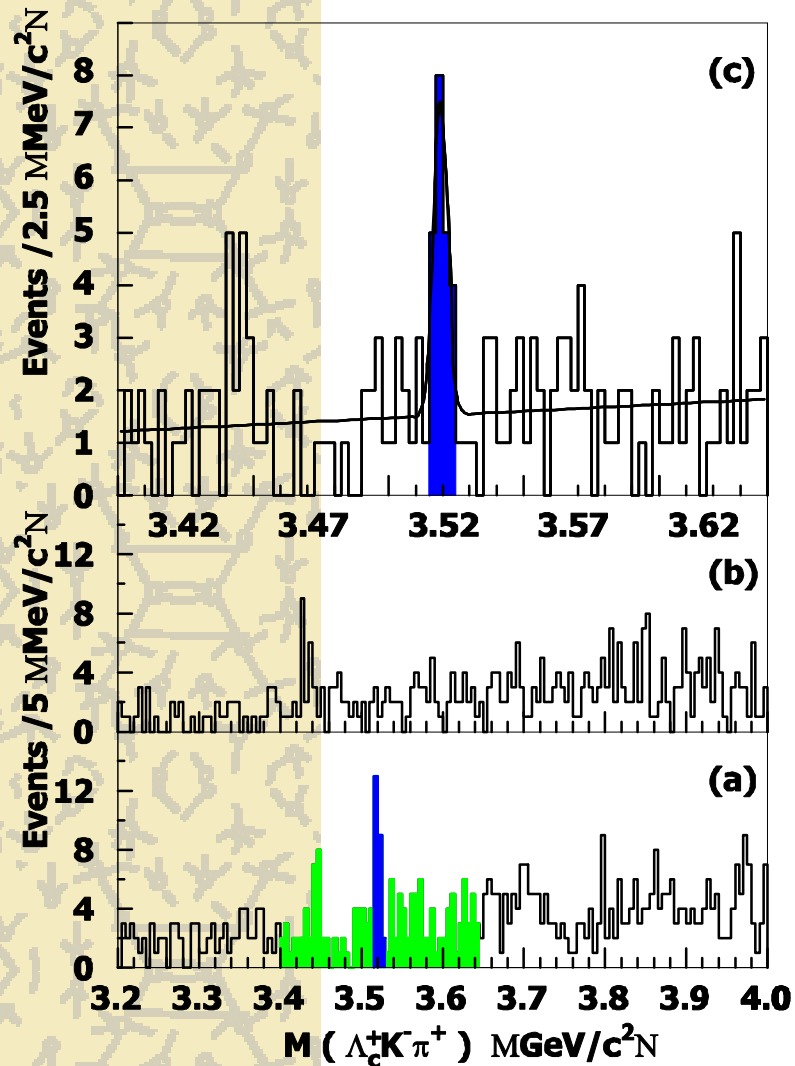 (c)
Events / 2.5 MMeV/c²N
8
7
6
5
4
3
2
1
0
3.42 3.47 3.52 3.57 3.62
(b)
Events / 5 MMeV/c²N
12
8
4
0
(a)
12
8
4
0
3.2 3.3 3.4 3.5 3.6 3.7 3.8 3.9 4.0
M ( Λc⁺K⁻π⁺ ) MGeV/c²N